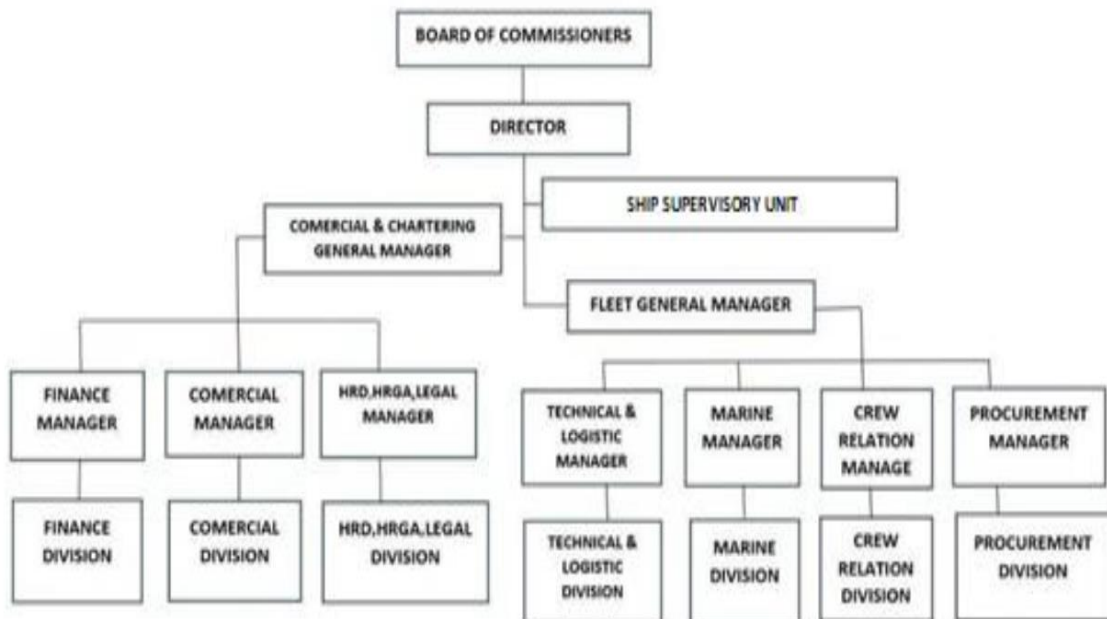 BOARD OF COMMISSIONERS
DIRECTOR
SHIP SUPERVISORY UNIT
COMERCIAL & CHARTERING
GENERAL MANAGER
FLEET GENERAL MANAGER
FINANCE
MANAGER
COMERCIAL
MANAGER
HRD,HRGA,LEGAL
MANAGER
TECHNICAL &
LOGISTIC
MANAGER
MARINE
MANAGER
CREW
RELATION
MANAGE
PROCUREMENT
MANAGER
FINANCE
DIVISION
COMERCIAL
DIVISION
HRD,HRGA,LEGAL
DIVISION
TECHNICAL &
LOGISTIC
DIVISION
MARINE
DIVISION
CREW
RELATION
DIVISION
PROCUREMENT
DIVISION